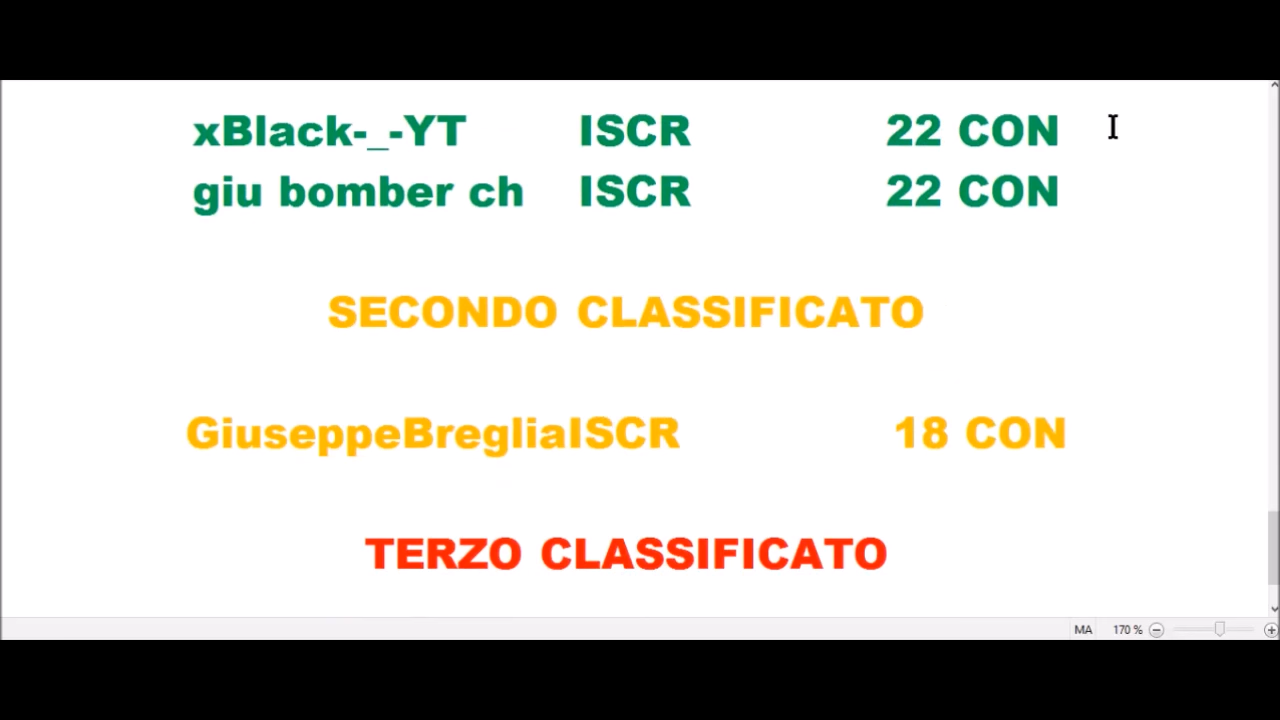 xBlack-_-YT ISCR 22 CON
giu bomber ch ISCR 22 CON
SECONDO CLASSIFICATO
GiuseppeBregliaISCR 18 CON
TERZO CLASSIFICATO
MA 170 %